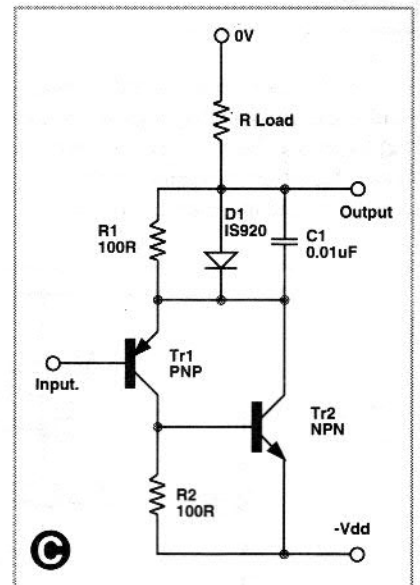 0V
R Load
D1
IS920
Output
R1
100R
C1
0.01uF
Tr1
PNP
Input.
Tr2
NPN
R2
100R
-Vdd
C